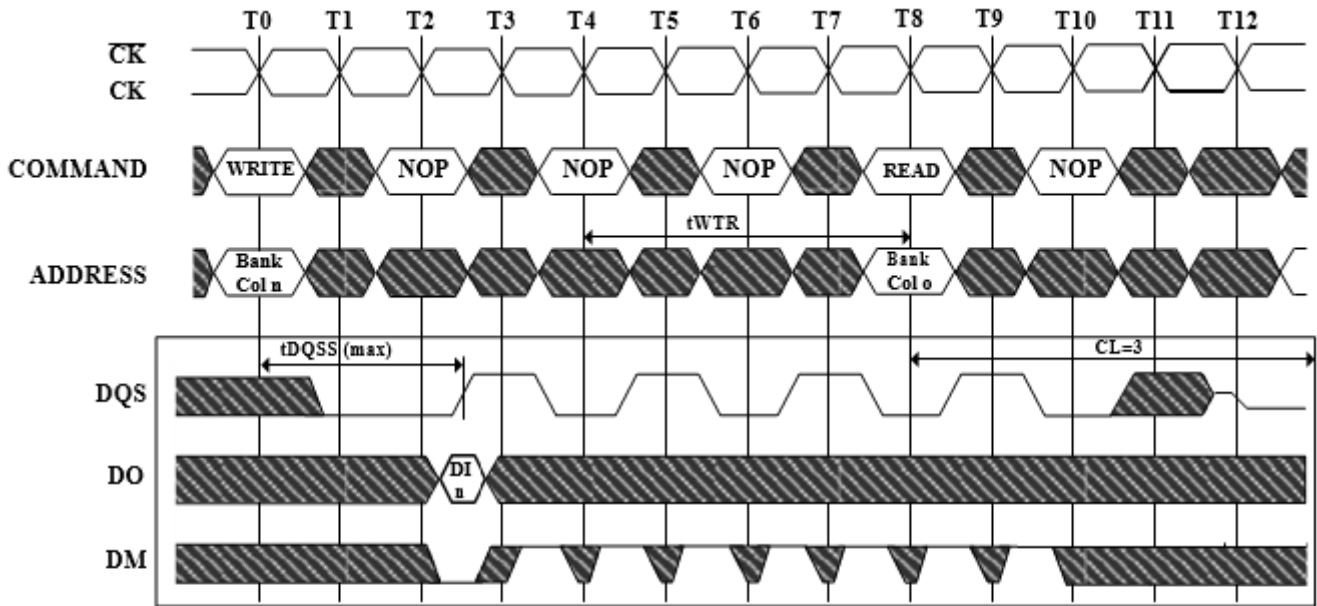 T0 T1 T2 T3 T4 T5 T6 T7 T8 T9 T10 T11 T12
CK
CK
COMMAND WRITE NOP NOP NOP READ NOP
tWTR
ADDRESS Bank Col n Bank Col o
tDQSS (max) CL=3
DQS
DO DI n
DM